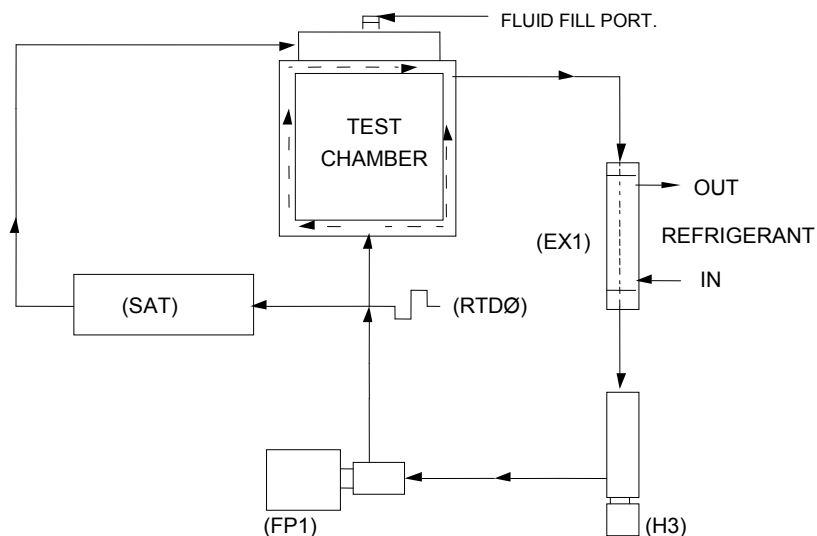 FLUID FILL PORT.
TEST
CHAMBER
OUT
(EX1)
REFRIGERANT
IN
(SAT)
(RTDØ)
(FP1)
(H3)